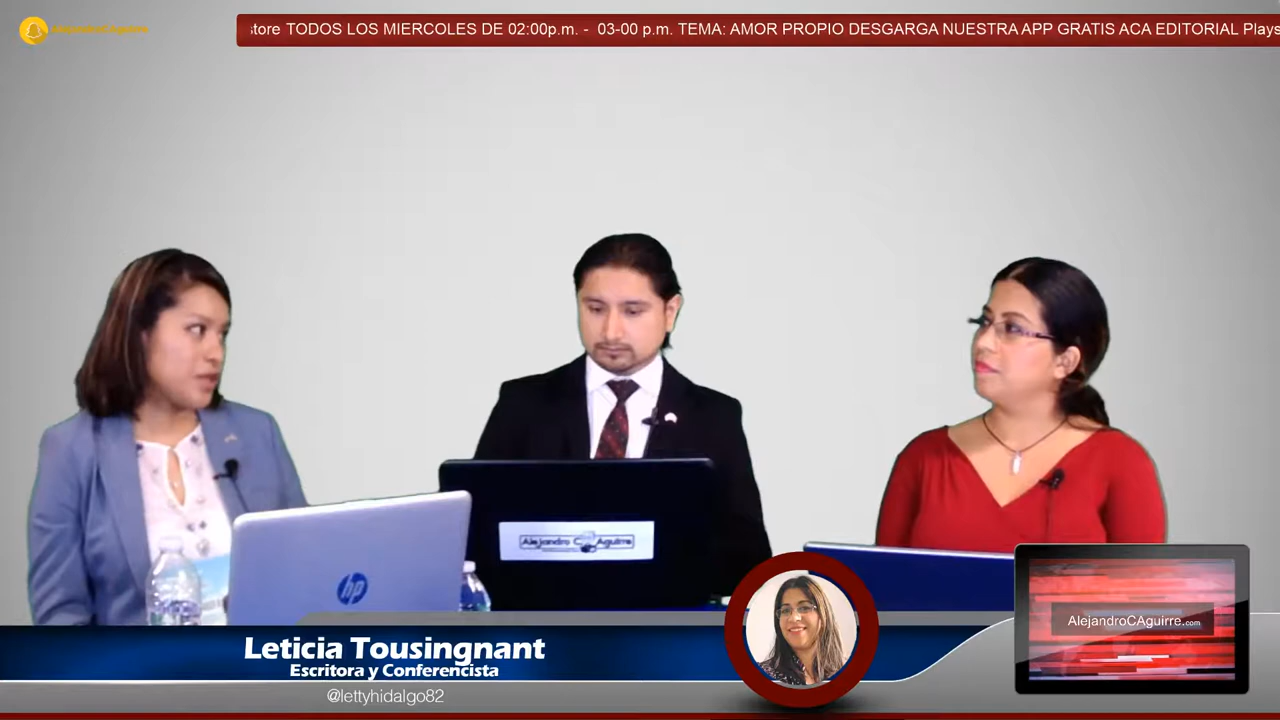 AlejandroCAguirre
store TODOS LOS MIERCOLES DE 02:00p.m. - 03-00 p.m. TEMA: AMOR PROPIO DESGARGA NUESTRA APP GRATIS ACA EDITORIAL Plays
Alejandro C Aguirre
hp
AlejandroCAguirre.com
Leticia Tousingnant
Escritora y Conferencista
@lettyhidalgo82